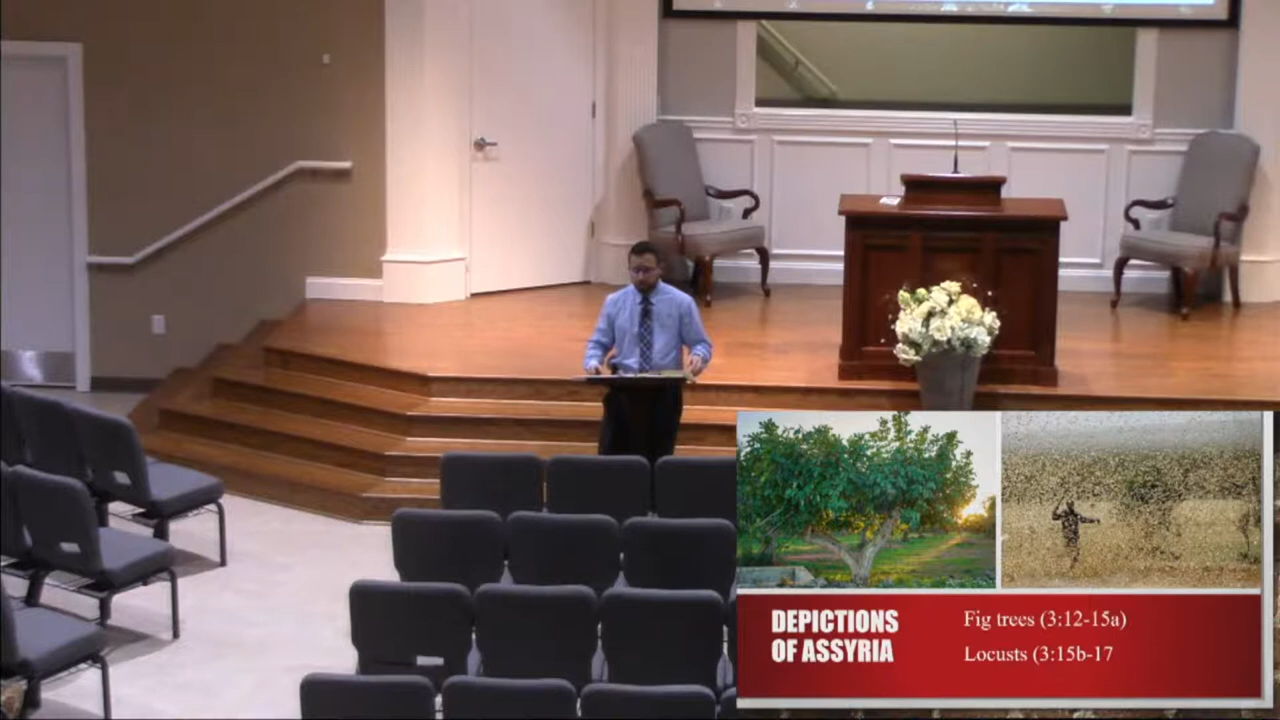 DEPICTIONS
OF ASSYRIA
Fig trees (3:12-15a)
Locusts (3:15b-17